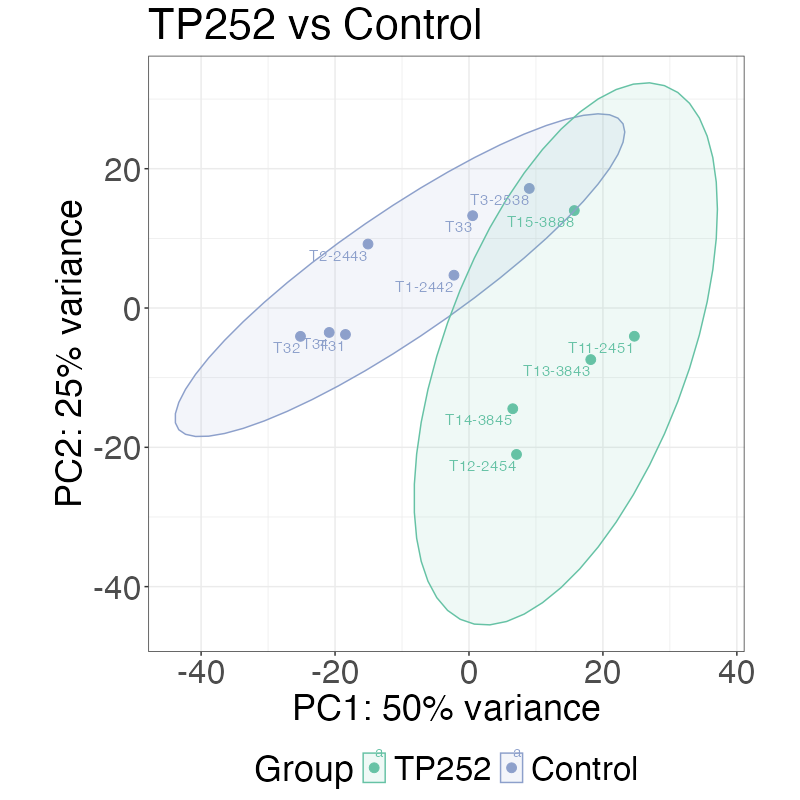 TP252 vs Control
PC2: 25% variance
20
0
-20
-40
T3-2538
T33
T15-3888
T2-2443
T1-2442
T32
T34
T31
T11-2451
T13-3843
T14-3845
T12-2454
-40
-20
0
20
40
PC1: 50% variance
Group a TP252 a Control